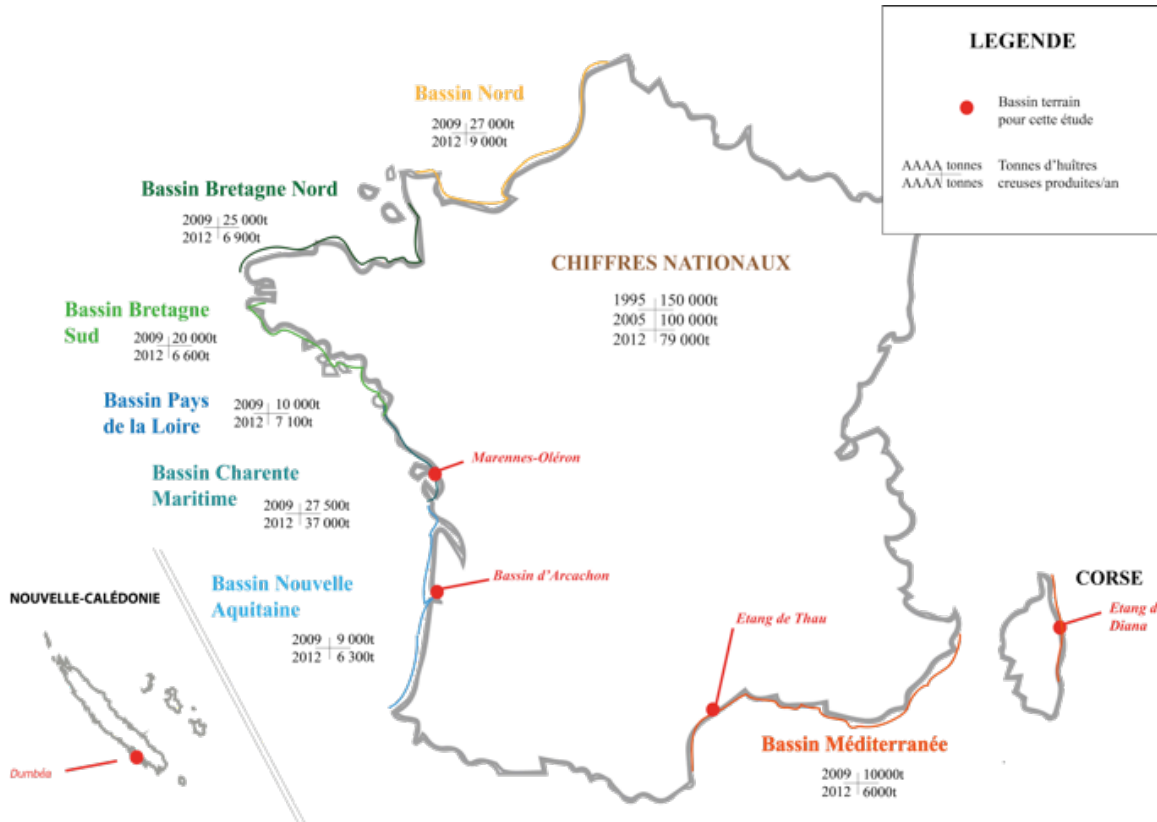 LEGENDE
Bassin terrain
pour cette étude
AAAA tonnes
AAAA tonnes
Tonnes d'huîtres
creuses produites/an
Bassin Nord
2009 27 000t
2012 9 000t
Bassin Bretagne Nord
2009 25 000t
2012 6 900t
CHIFFRES NATIONAUX
1995 150 000t
2005 100 000t
2012 79 000t
Bassin Bretagne
Sud
2009 20 000t
2012 6 600t
Bassin Pays
de la Loire
2009 10 000t
2012 7 100t
Marennes-Oléron
Bassin Charente
Maritime
2009 27 500t
2012 37 000t
Bassin d'Arcachon
Bassin Nouvelle
Aquitaine
2009 9 000t
2012 6 300t
NOUVELLE-CALÉDONIE
Dumbéa
Etang de Thau
CORSE
Etang d
Diana
Bassin Méditerranée
2009 10000t
2012 6000t